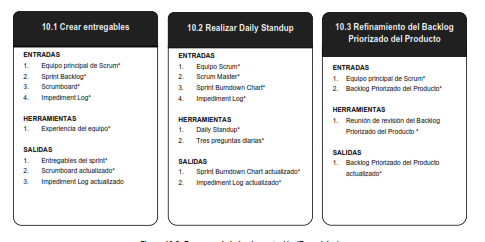 10.1 Crear entregables
ENTRADAS
1. Equipo principal de Scrum*
2. Sprint Backlog*
3. Scrumboard*
4. Impediment Log*
HERRAMIENTAS
1. Experiencia del equipo*
SALIDAS
1. Entregables del sprint*
2. Scrumboard actualizado*
3. Impediment Log actualizado
10.2 Realizar Daily Standup
ENTRADAS
1. Equipo Scrum*
2. Scrum Master*
3. Sprint Burndown Chart*
4. Impediment Log*
HERRAMIENTAS
1. Daily Standup*
2. Tres preguntas diarias*
SALIDAS
1. Sprint Burndown Chart actualizado*
2. Impediment Log actualizado*
10.3 Refinamiento del Backlog
Priorizado del Producto
ENTRADAS
1. Equipo principal de Scrum*
2. Backlog Priorizado del Producto*
HERRAMIENTAS
1. Reunión de revisión del Backlog
Priorizado del Producto *
SALIDAS
1. Backlog Priorizado del Producto
actualizado*